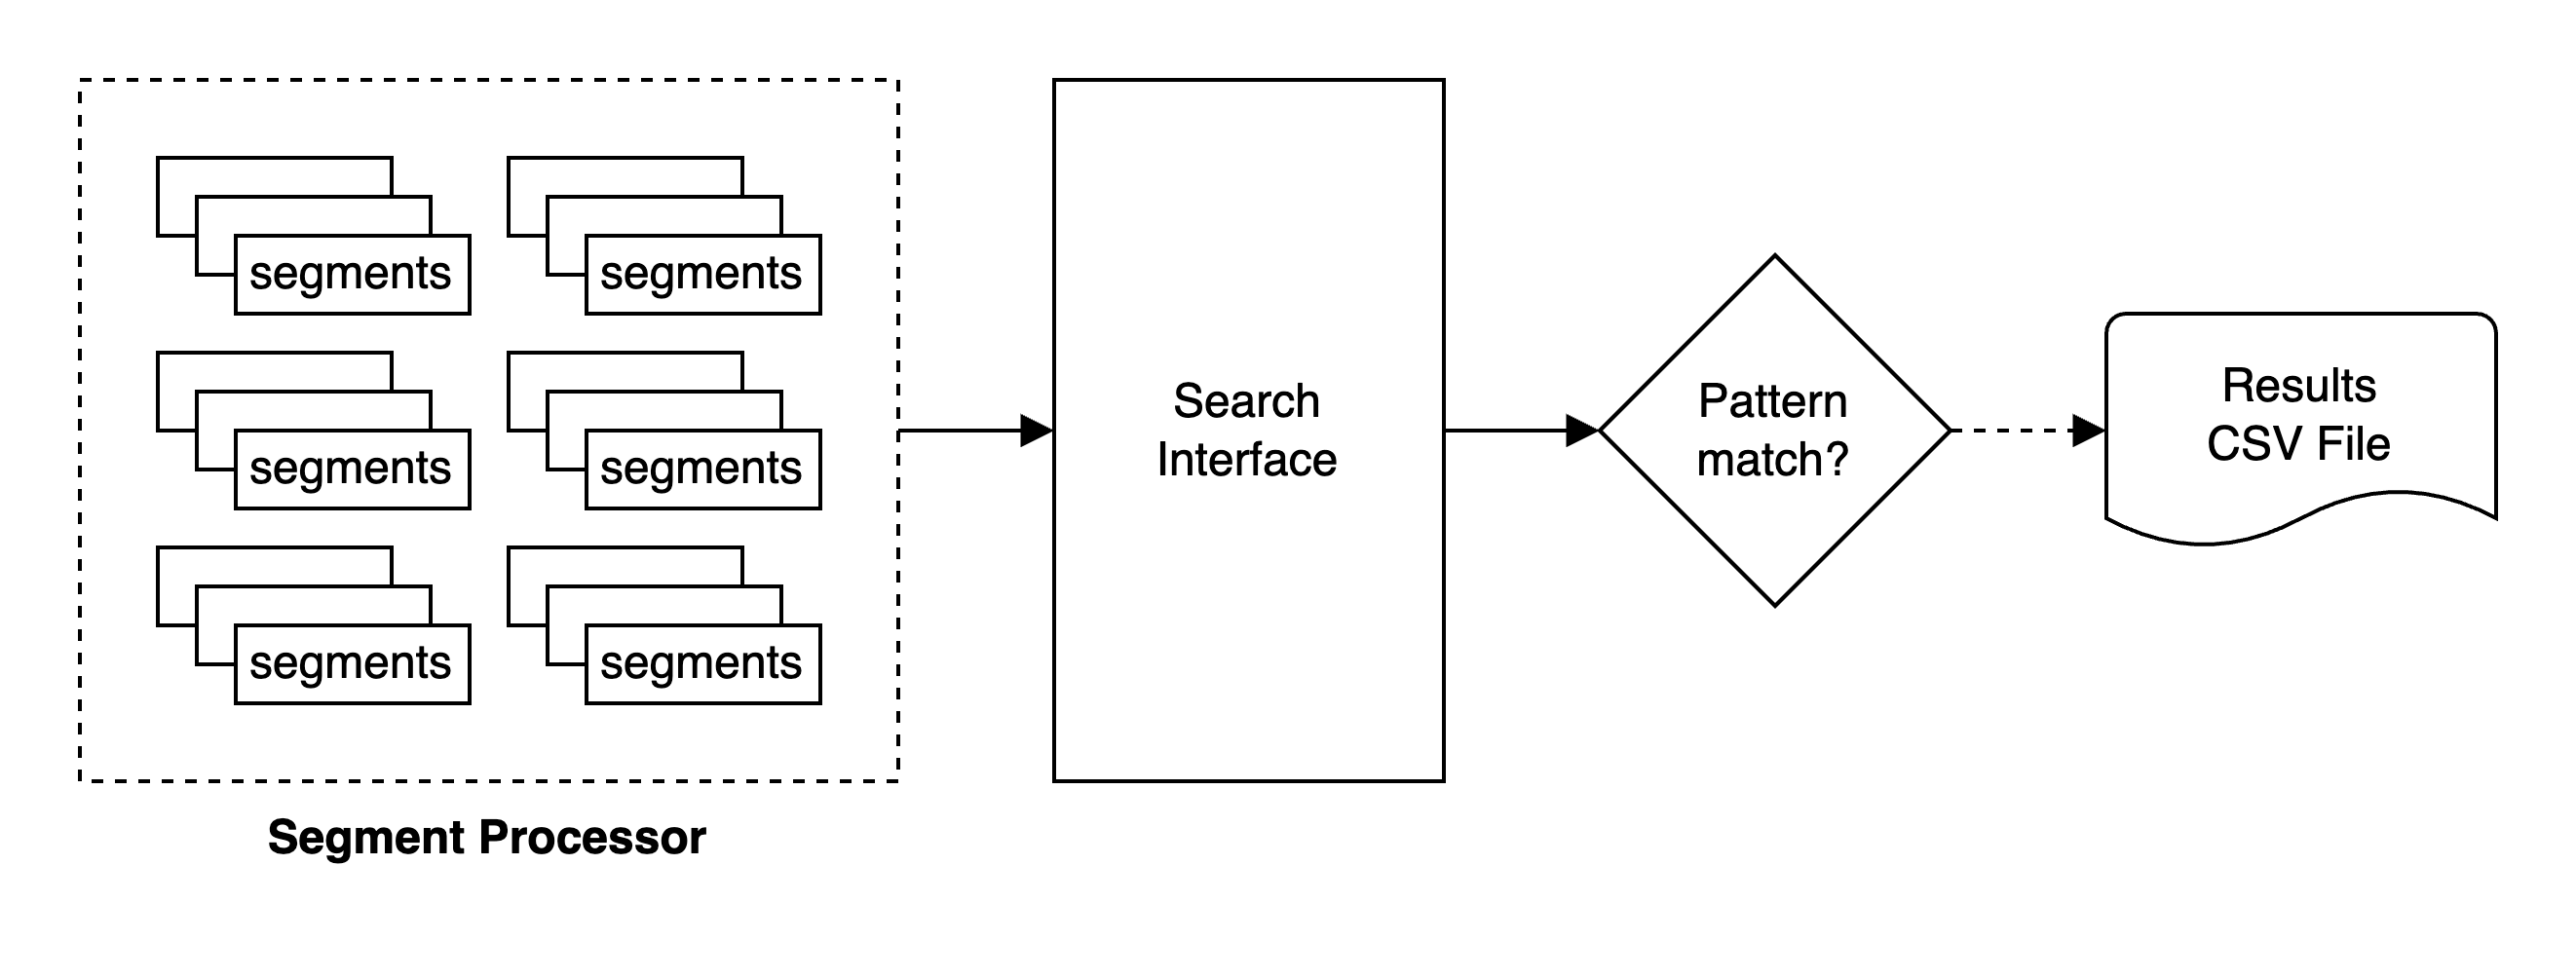 segments
segments
segments
segments
segments
segments
Segment Processor
Search
Interface
Pattern
match?
Results
CSV File